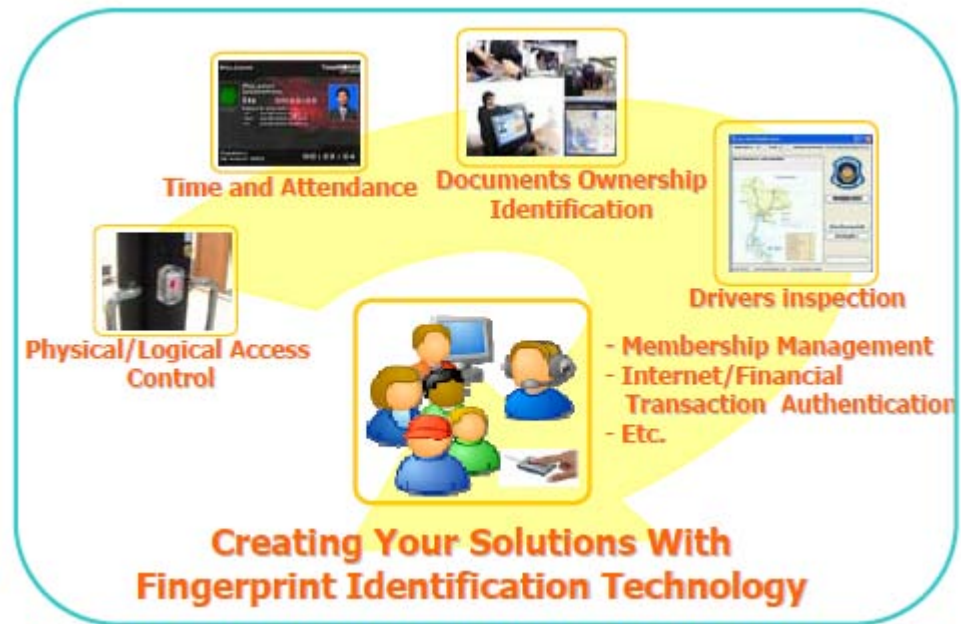 Time and Attendance
Documents Ownership
Identification
Drivers inspection
Physical/Logical Access
Control
- Membership Management
- Internet/Financial
Transaction Authentication
- Etc.
Creating Your Solutions With
Fingerprint Identification Technology